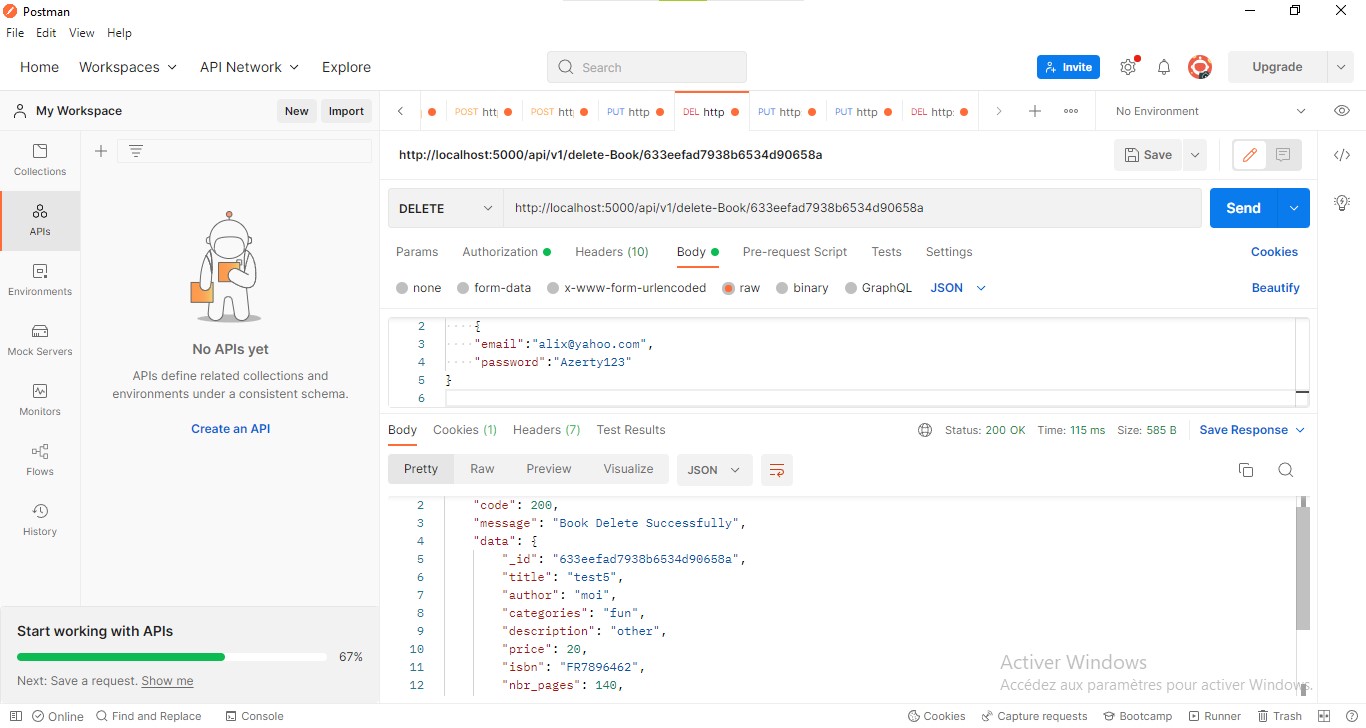 Postman
File Edit View Help
Home Workspaces API Network Explore Search Invite Upgrade
My Workspace New Import POST htt POST htt PUT http DEL http PUT http PUT http DEL http No Environment
Collections
APIs
Environments
Mock Servers
Monitors
Flows
History
No APIs yet
APIs define related collections and
environments under a consistent schema.
Create an API
Start working with APIs
67%
Next: Save a request. Show me
http://localhost:5000/api/v1/delete-Book/633eefad7938b6534d90658a Save
DELETE http://localhost:5000/api/v1/delete-Book/633eefad7938b6534d90658a Send
Params Authorization Headers (10) Body Pre-request Script Tests Settings Cookies
none form-data x-www-form-urlencoded raw binary GraphQL JSON Beautify
2 {
3 "email":"alix@yahoo.com",
4 "password":"Azerty123"
5 }
6
Body Cookies (1) Headers (7) Test Results Status: 200 OK Time: 115 ms Size: 585 B Save Response
Pretty Raw Preview Visualize JSON
2 "code": 200,
3 "message": "Book Delete Successfully",
4 "data": {
5 "_id": "633eefad7938b6534d90658a",
6 "title": "test5",
7 "author": "moi",
8 "categories": "fun",
9 "description": "other",
10 "price": 20,
11 "isbn": "FR7896462",
12 "nbr_pages": 140,
Activer Windows
Accédez aux paramètres pour activer Windows.
Online Find and Replace Console Cookies Capture requests Bootcamp Runner Trash